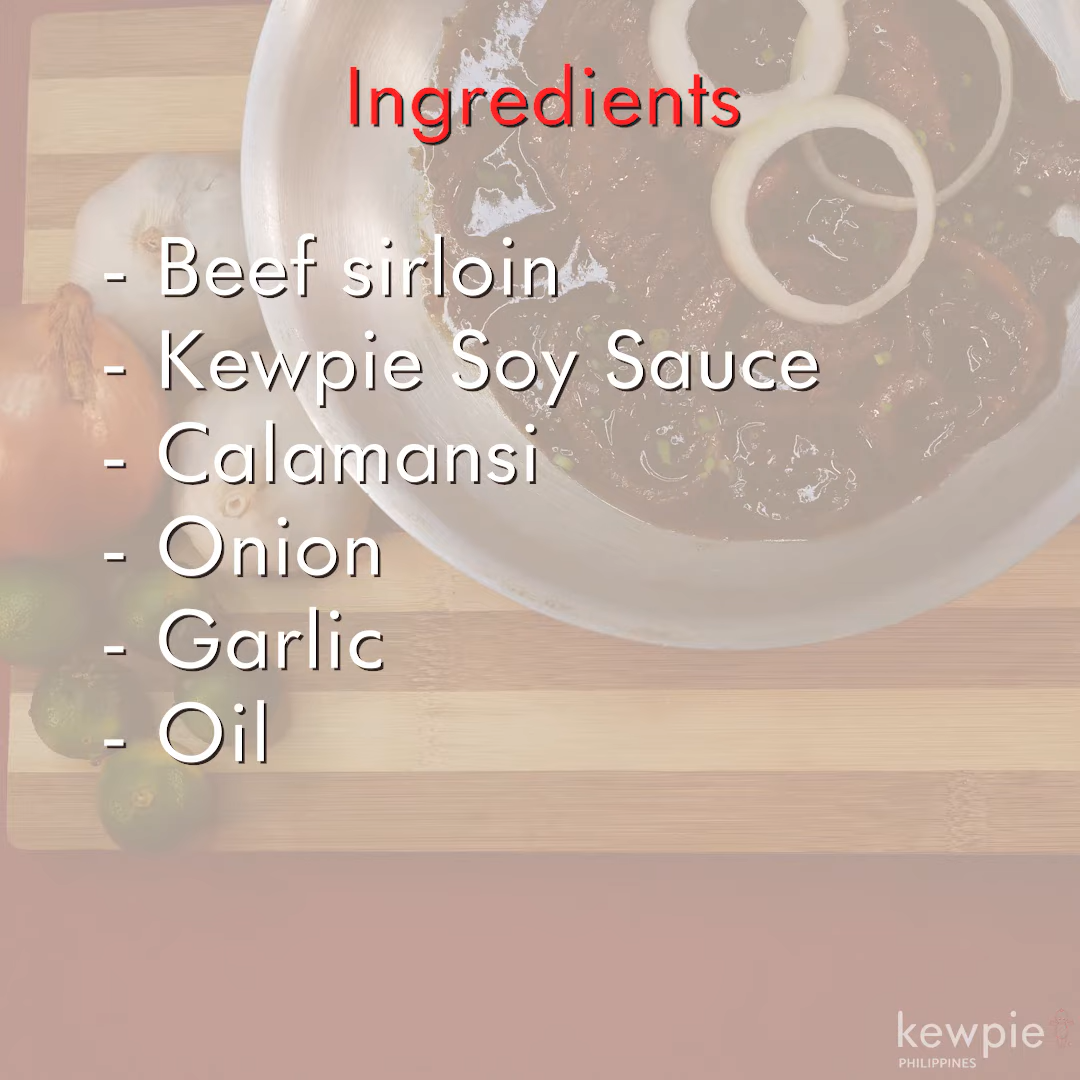 Ingredients
- Beef sirloin
- Kewpie Soy Sauce
- Calamansi
- Onion
- Garlic
- Oil
kewpie
PHILIPPINES